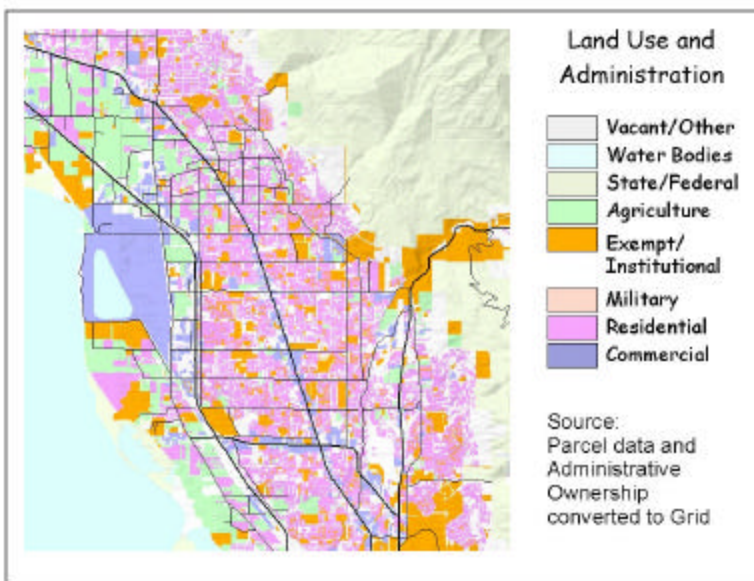 Land Use and
Administration
Vacant/Other
Water Bodies
State/Federal
Agriculture
Exempt/
Institutional
Military
Residential
Commercial
Source:
Parcel data and
Administrative
Ownership
converted to Grid